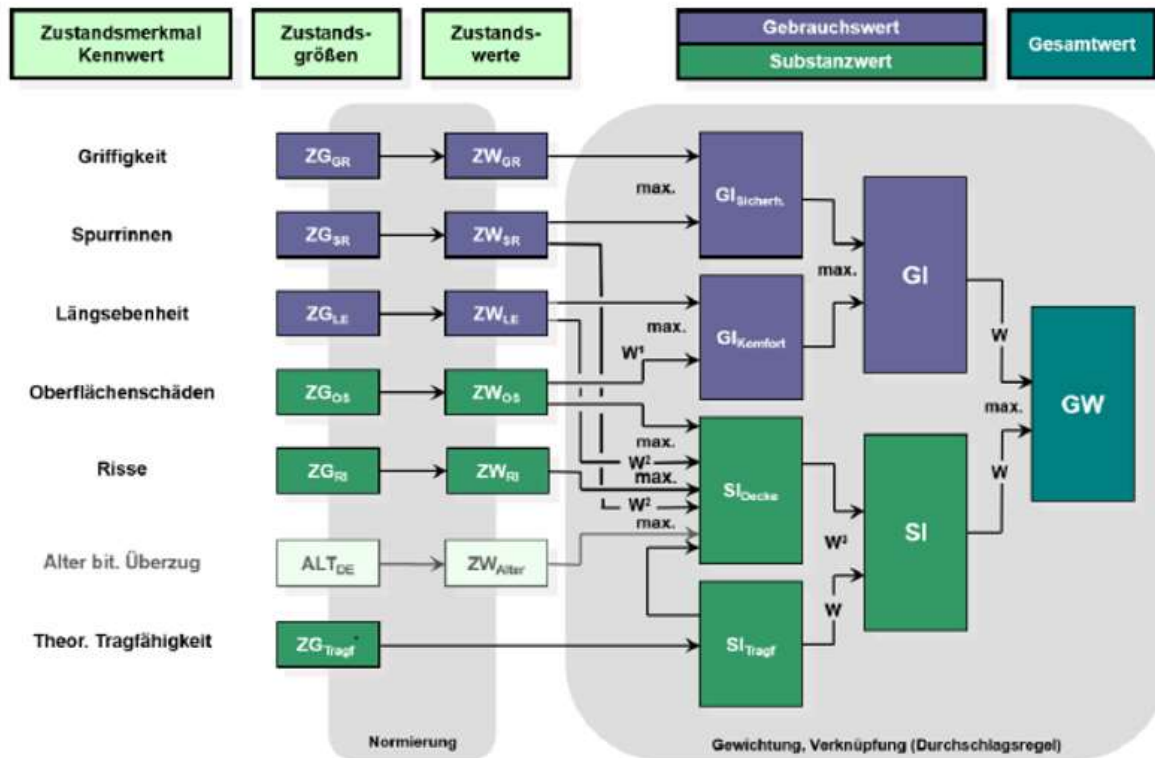 Zustandsmerkmal
Kennwert
Zustands-
größen
Zustands-
werte
Gebrauchswert
Substanzwert
Gesamtwert
Griffigkeit
ZG_GR
ZW_GR
max.
GI_Sicherh.
Spurrinnen
ZG_SR
ZW_SR
max.
GI
Längsebenheit
ZG_LE
ZW_LE
max.
GI_Komfort
W
W¹
Oberflächenschäden
ZG_OS
ZW_OS
max.
GW
max.
W²
Risse
ZG_RI
ZW_RI
max.
SI_Decke
W
W²
max.
SI
Alter bit. Überzug
ALT_DE
ZW_Alter
W³
W
Theor. Tragfähigkeit
ZG_Tragf
SI_Tragf
Normierung
Gewichtung, Verknüpfung (Durchschlagsregel)